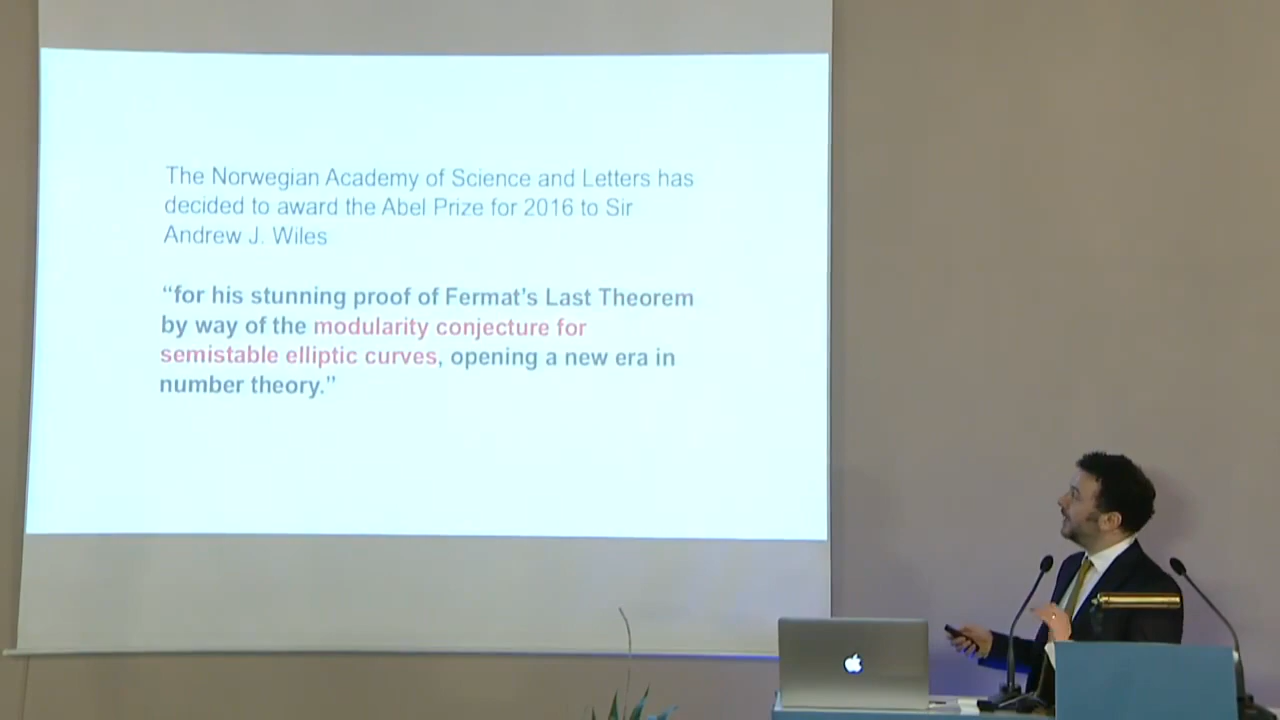 The Norwegian Academy of Science and Letters has
decided to award the Abel Prize for 2016 to Sir
Andrew J. Wiles
“for his stunning proof of Fermat’s Last Theorem
by way of the modularity conjecture for
semistable elliptic curves, opening a new era in
number theory.”